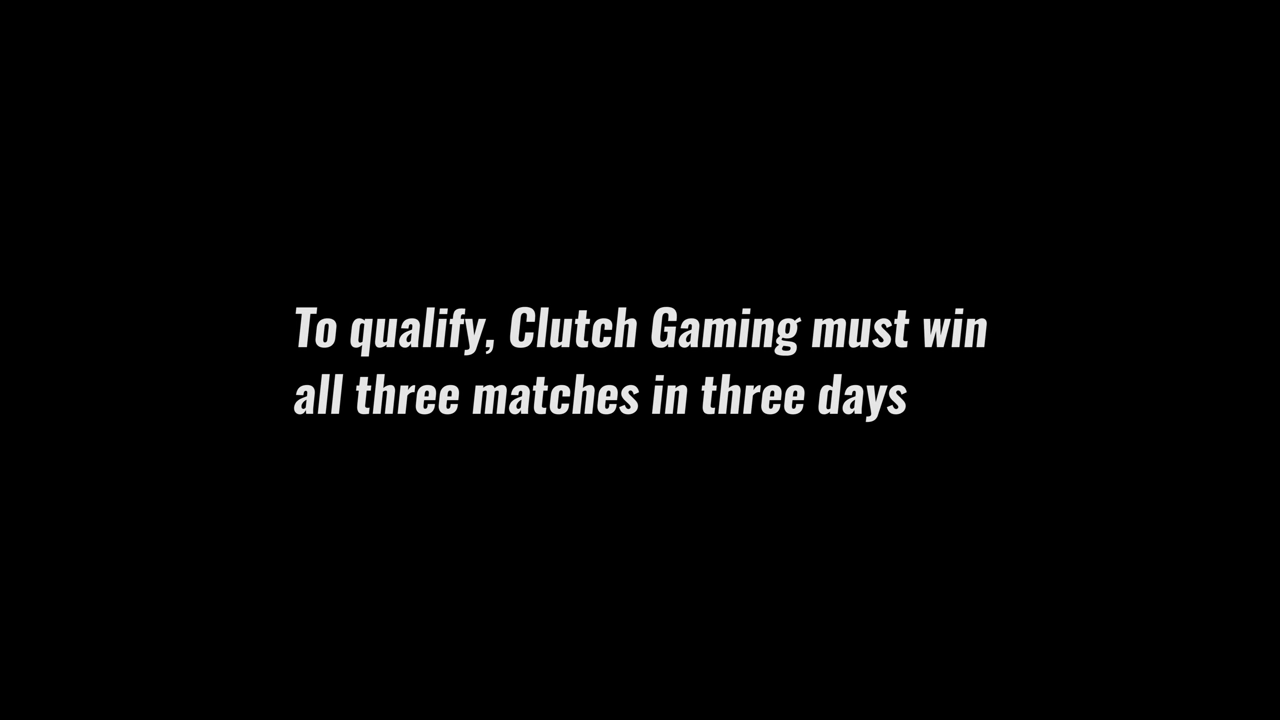 To qualify, Clutch Gaming must win
all three matches in three days